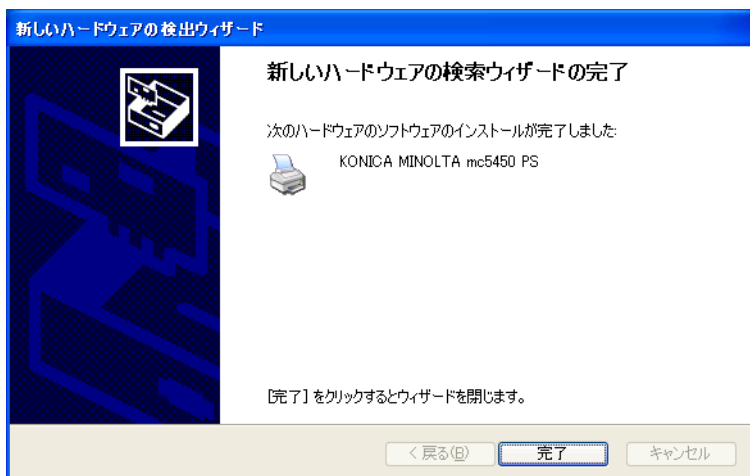 新しいハードウェアの検出ウィザード
新しいハードウェアの検索ウィザードの完了
次のハードウェアのソフトウェアのインストールが完了しました:
KONICA MINOLTA mc5450 PS
[完了] をクリックするとウィザードを閉じます。
< 戻る(B) 完了 キャンセル